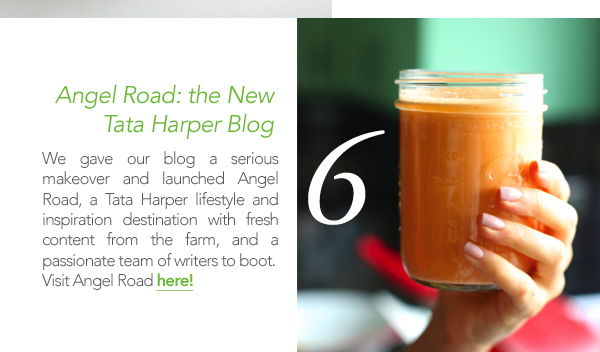 Angel Road: the New
Tata Harper Blog
We gave our blog a serious
makeover and launched Angel
Road, a Tata Harper lifestyle and
inspiration destination with fresh
content from the farm, and a
passionate team of writers to boot.
Visit Angel Road here!
6